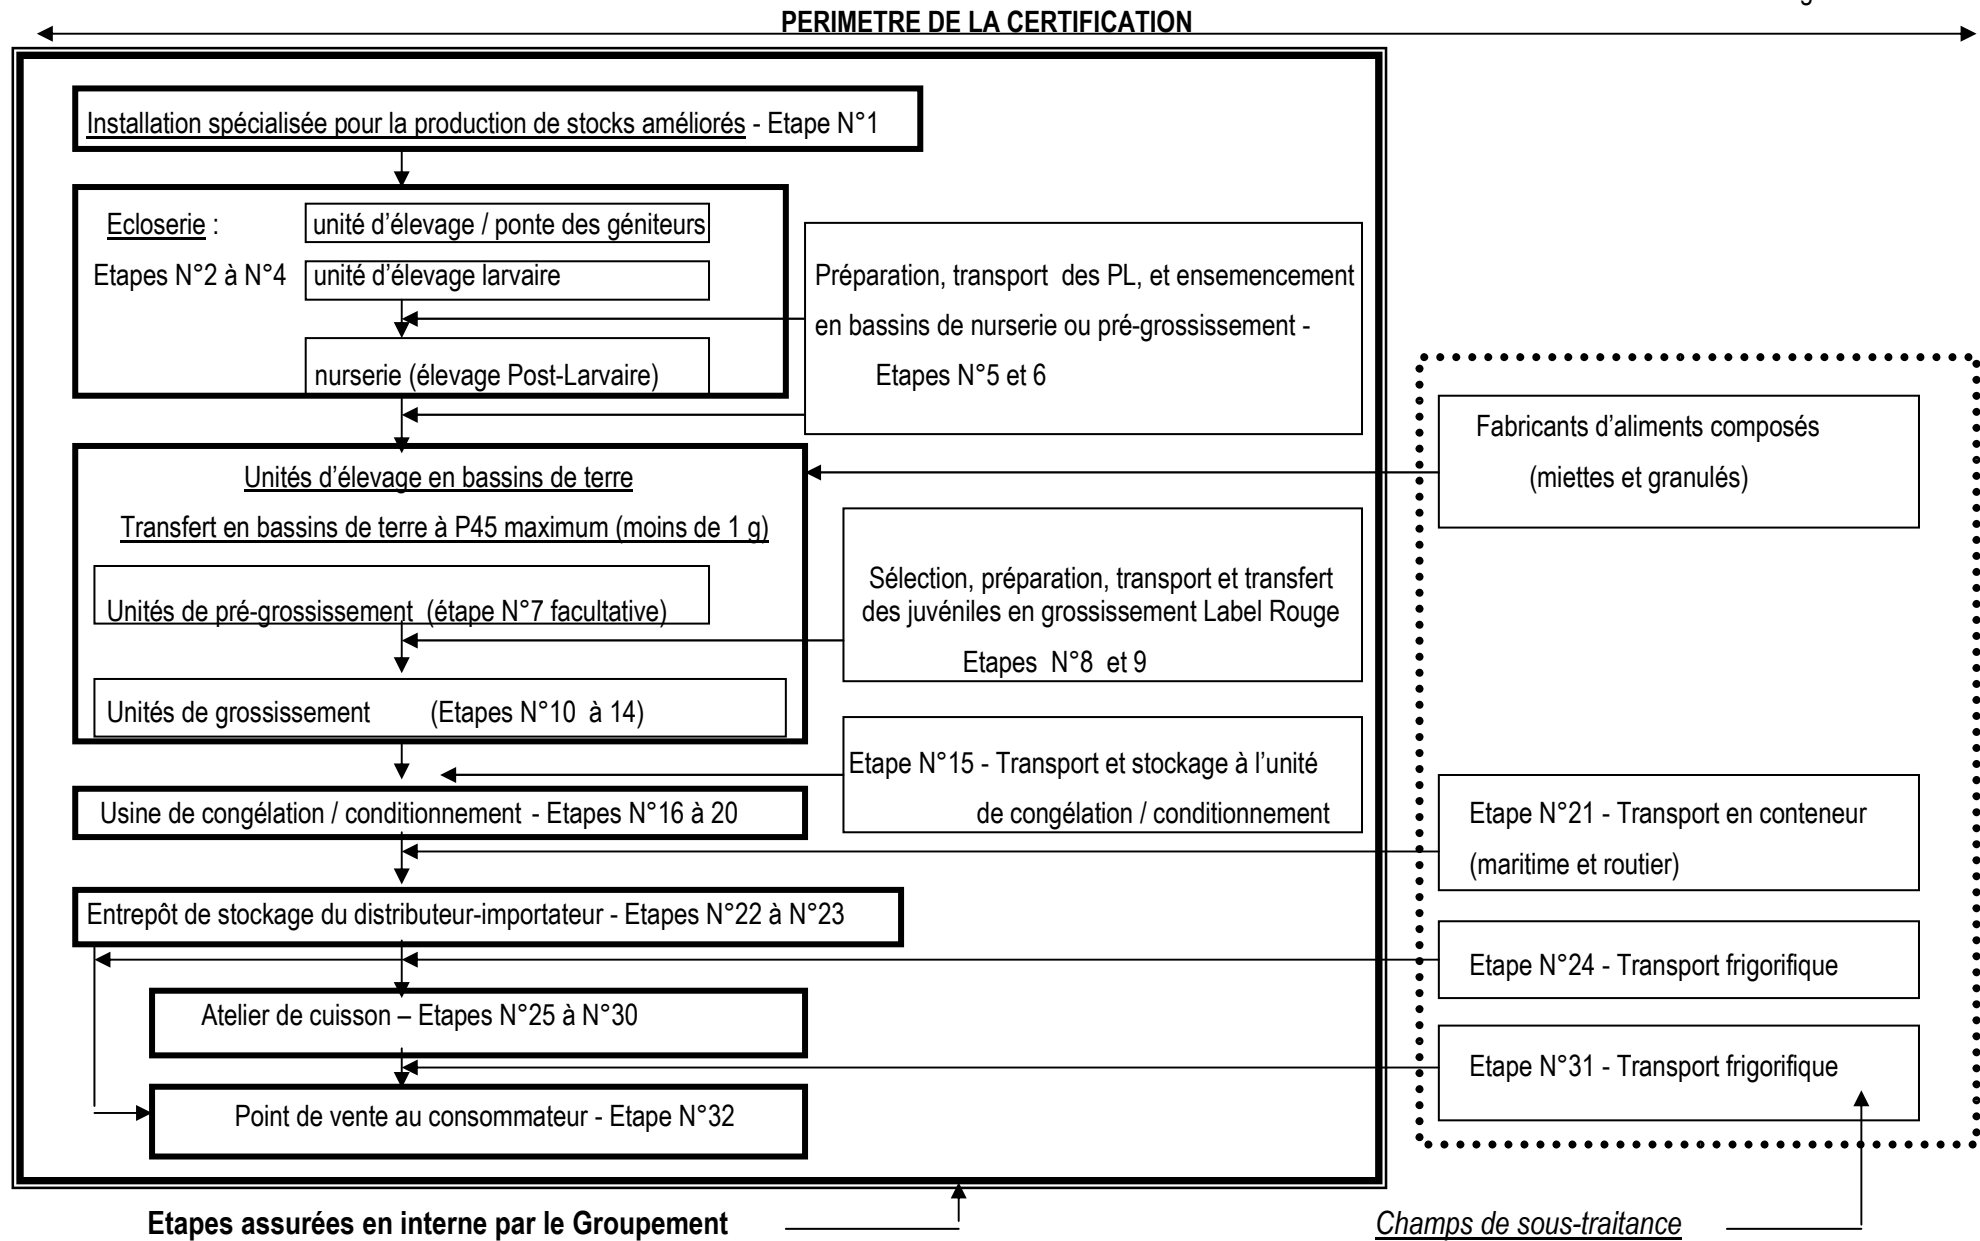 PERIMETRE DE LA CERTIFICATION
Installation spécialisée pour la production de stocks améliorés - Etape N°1
Ecloserie :
unité d'élevage / ponte des géniteurs
Etapes N°2 à N°4
unité d'élevage larvaire
nurserie (élevage Post-Larvaire)
Préparation, transport des PL, et ensemencement
en bassins de nurserie ou pré-grossissement -
Etapes N°5 et 6
Unités d'élevage en bassins de terre
Transfert en bassins de terre à P45 maximum (moins de 1 g)
Unités de pré-grossissement (étape N°7 facultative)
Unités de grossissement (Etapes N°10 à 14)
Fabricants d'aliments composés
(miettes et granulés)
Sélection, préparation, transport et transfert
des juvéniles en grossissement Label Rouge
Etapes N°8 et 9
Etape N°15 - Transport et stockage à l'unité
de congélation / conditionnement
Usine de congélation / conditionnement - Etapes N°16 à 20
Etape N°21 - Transport en conteneur
(maritime et routier)
Entrepôt de stockage du distributeur-importateur - Etapes N°22 à N°23
Etape N°24 - Transport frigorifique
Atelier de cuisson – Etapes N°25 à N°30
Etape N°31 - Transport frigorifique
Point de vente au consommateur - Etape N°32
Etapes assurées en interne par le Groupement
Champs de sous-traitance